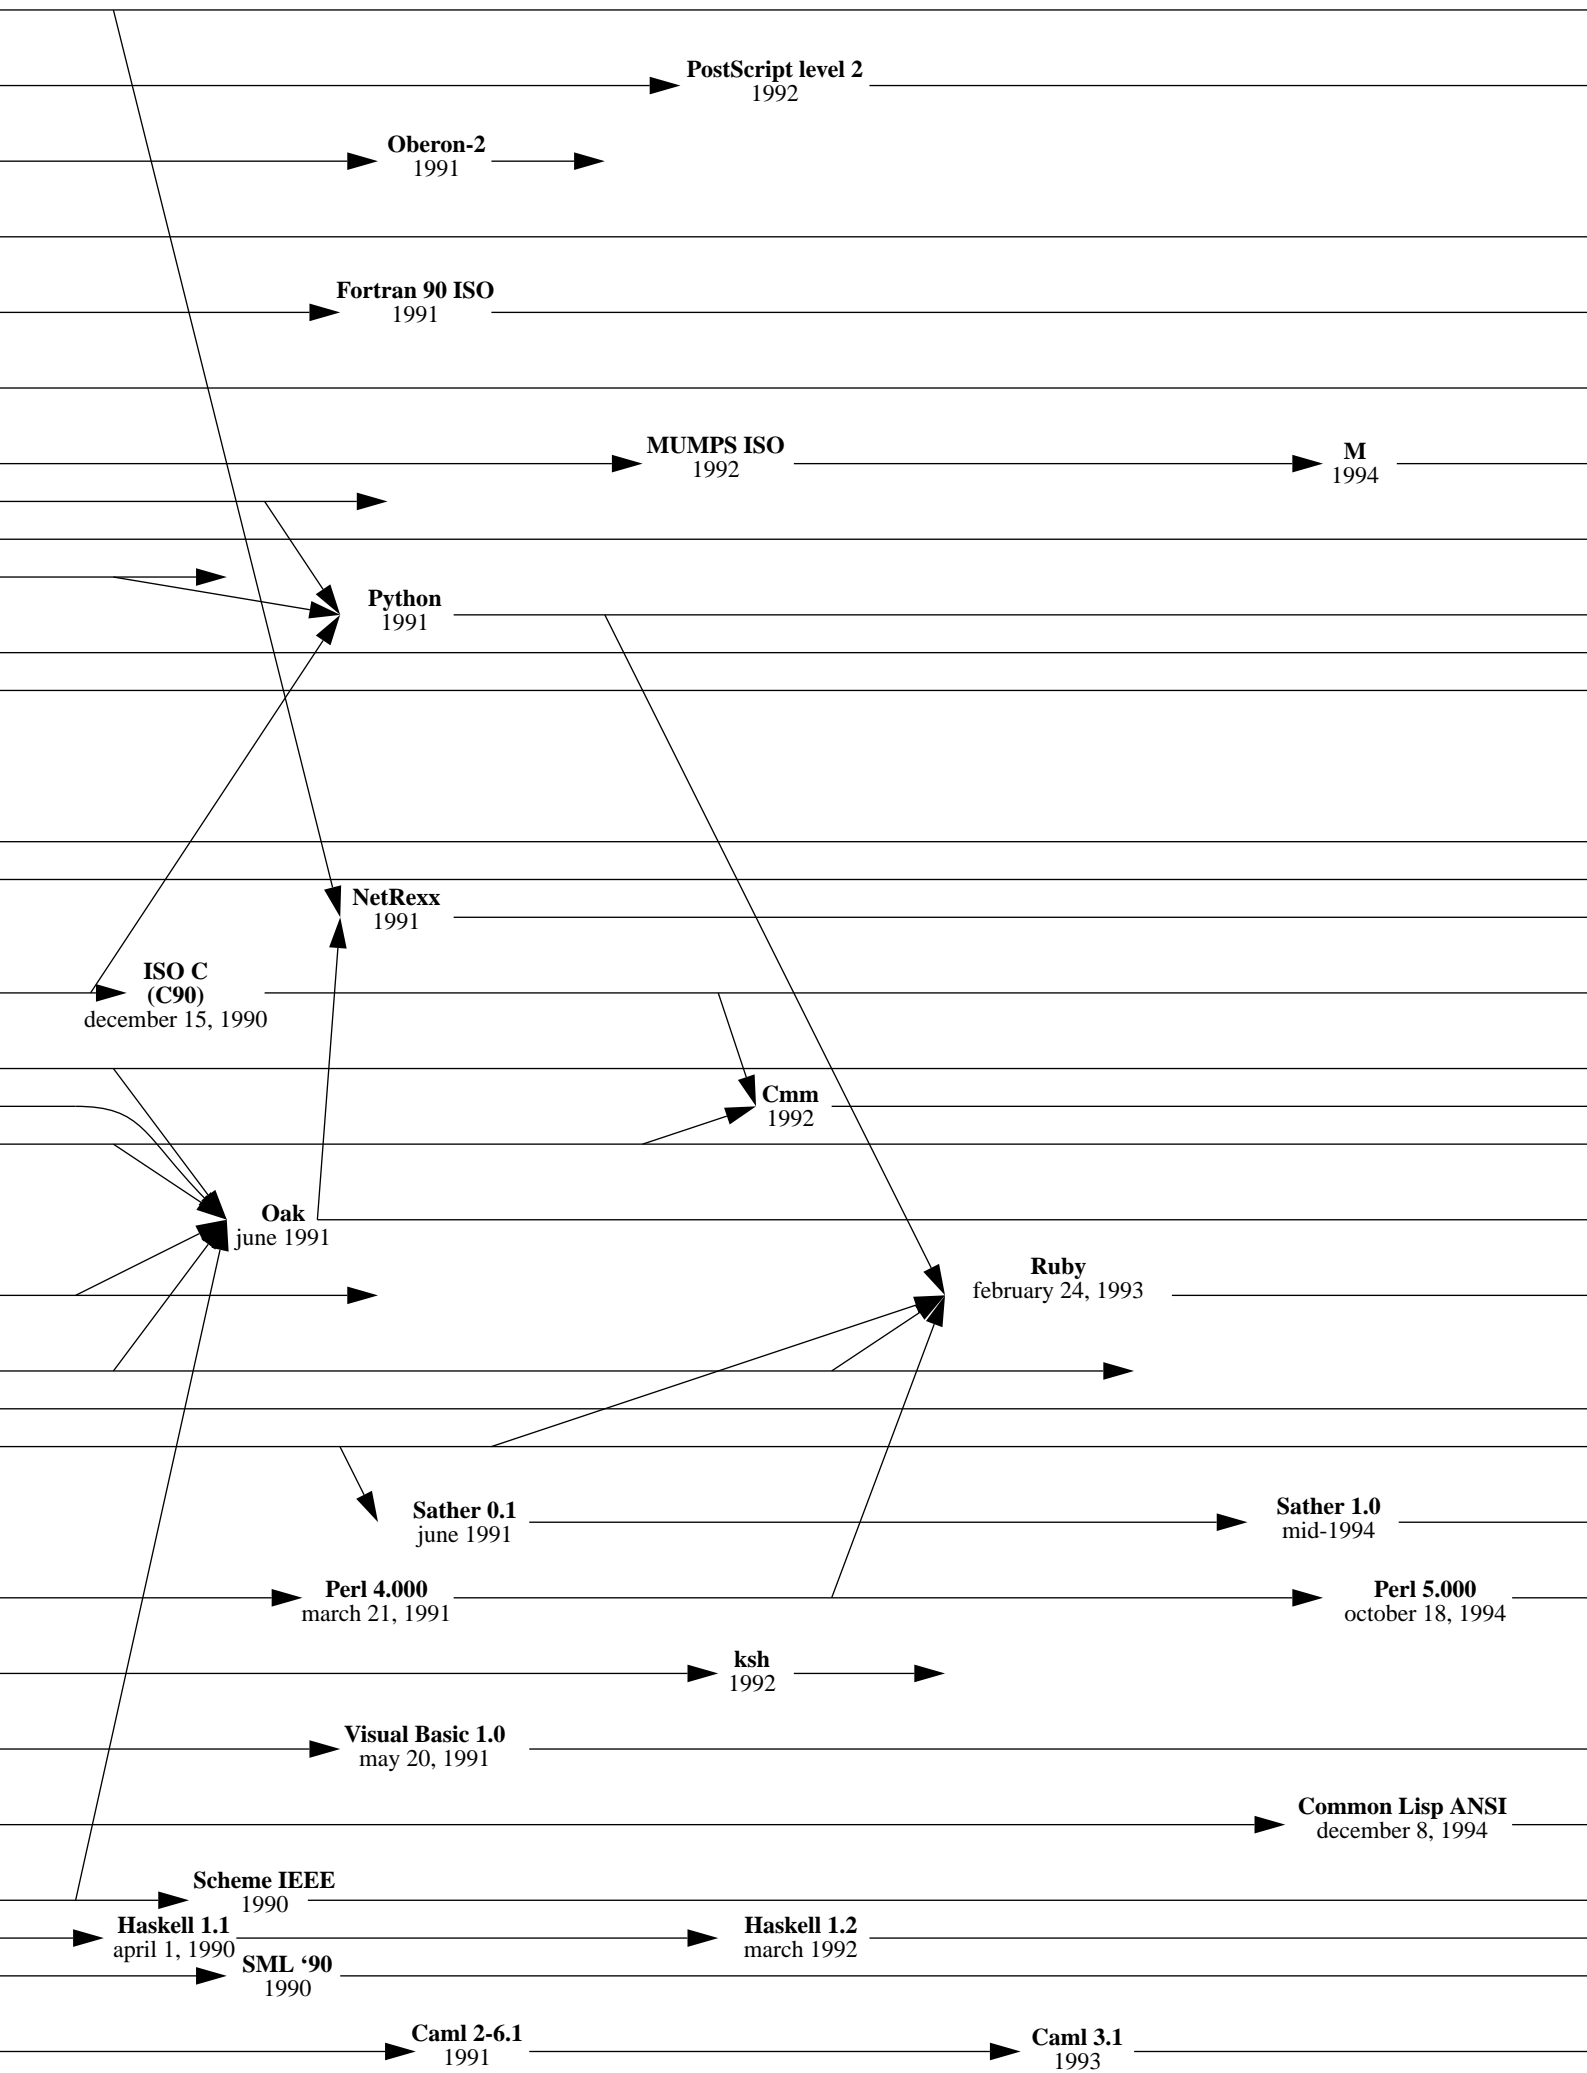 PostScript level 2
1992
Oberon-2
1991
Fortran 90 ISO
1991
MUMPS ISO
1992
M
1994
Python
1991
NetRexx
1991
ISO C
(C90)
december 15, 1990
Cmm
1992
Oak
june 1991
Ruby
february 24, 1993
Sather 0.1
june 1991
Sather 1.0
mid-1994
Perl 4.000
march 21, 1991
Perl 5.000
october 18, 1994
ksh
1992
Visual Basic 1.0
may 20, 1991
Common Lisp ANSI
december 8, 1994
Scheme IEEE
1990
Haskell 1.1
april 1, 1990
Haskell 1.2
march 1992
SML ‘90
1990
Caml 2-6.1
1991
Caml 3.1
1993